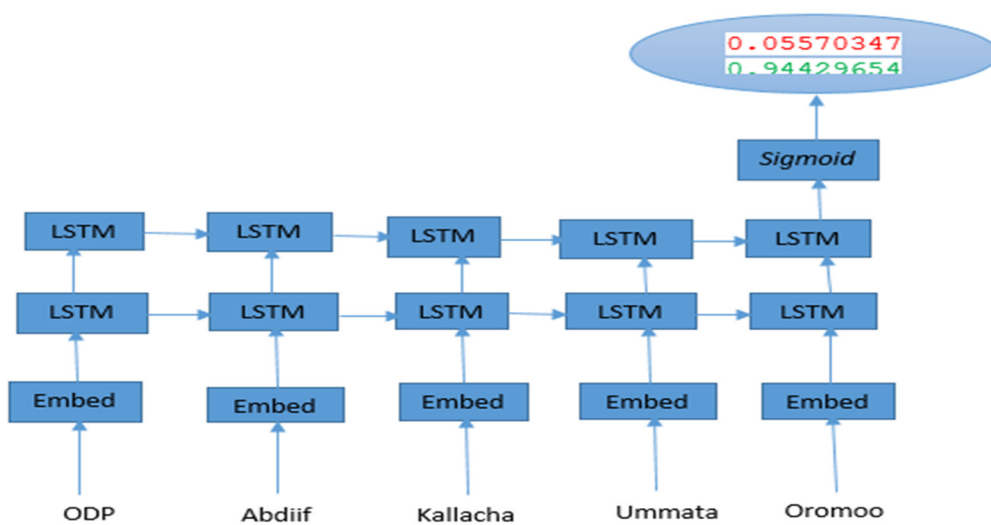 0.05570347
0.94429654
Sigmoid
LSTM LSTM LSTM LSTM LSTM
LSTM LSTM LSTM LSTM LSTM
Embed Embed Embed Embed Embed
ODP Abdiif Kallacha Ummata Oromoo